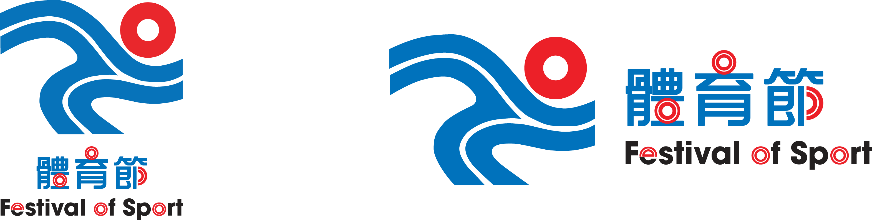 體育節
Festival of Sport
體育節
Festival of Sport